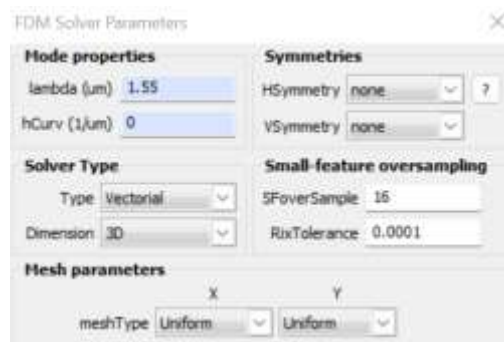 FDM Solver Parameters
Mode properties
lambda (um) 1.55
hCurv (1/um) 0
Symmetries
HSymmetry none ?
VSymmetry none
Solver Type
Type Vectorial
Dimension 3D
Small-feature oversampling
SFoverSample 16
RixTolerance 0.0001
Mesh parameters
X Y
meshType Uniform Uniform